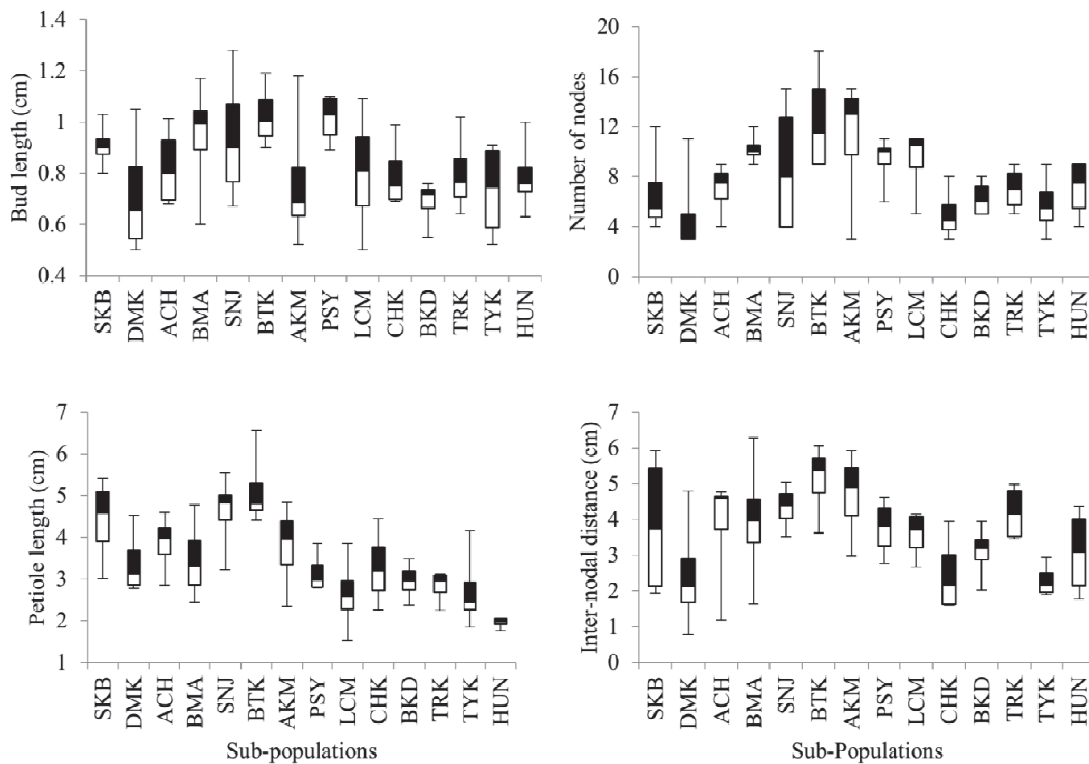 Bud length (cm)
1.4
1.2
1
0.8
0.6
0.4
SKB DMK ACH BMA SNJ BTK AKM PSY LCM CHK BKD TRK TYK HUN
Number of nodes
20
16
12
8
4
0
SKB DMK ACH BMA SNJ BTK AKM PSY LCM CHK BKD TRK TYK HUN
Petiole length (cm)
7
6
5
4
3
2
1
SKB DMK ACH BMA SNJ BTK AKM PSY LCM CHK BKD TRK TYK HUN
Sub-populations
Inter-nodal distance (cm)
7
6
5
4
3
2
1
0
SKB DMK ACH BMA SNJ BTK AKM PSY LCM CHK BKD TRK TYK HUN
Sub-Populations